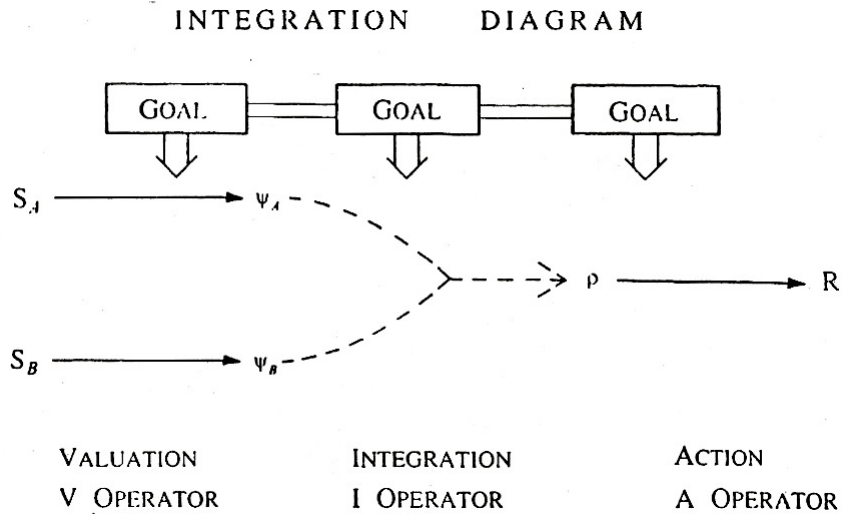 INTEGRATION DIAGRAM
GOAL GOAL GOAL
S_A ψ_A
ρ R
S_B ψ_B
VALUATION INTEGRATION ACTION
V OPERATOR I OPERATOR A OPERATOR